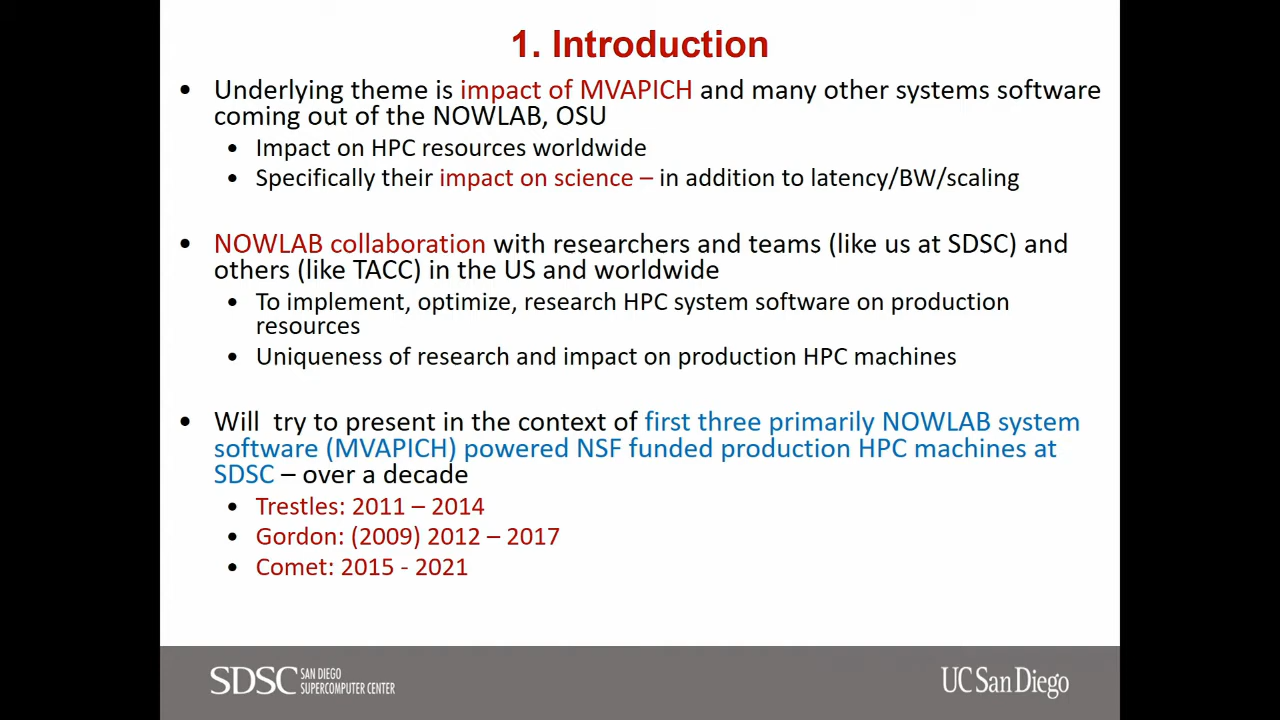 1. Introduction
• Underlying theme is impact of MVAPICH and many other systems software
coming out of the NOWLAB, OSU
• Impact on HPC resources worldwide
• Specifically their impact on science – in addition to latency/BW/scaling
• NOWLAB collaboration with researchers and teams (like us at SDSC) and
others (like TACC) in the US and worldwide
• To implement, optimize, research HPC system software on production
resources
• Uniqueness of research and impact on production HPC machines
• Will  try to present in the context of first three primarily NOWLAB system
software (MVAPICH) powered NSF funded production HPC machines at
SDSC – over a decade
• Trestles: 2011 – 2014
• Gordon: (2009) 2012 – 2017
• Comet: 2015 - 2021
SDSC SAN DIEGO
SUPERCOMPUTER CENTER
UC San Diego